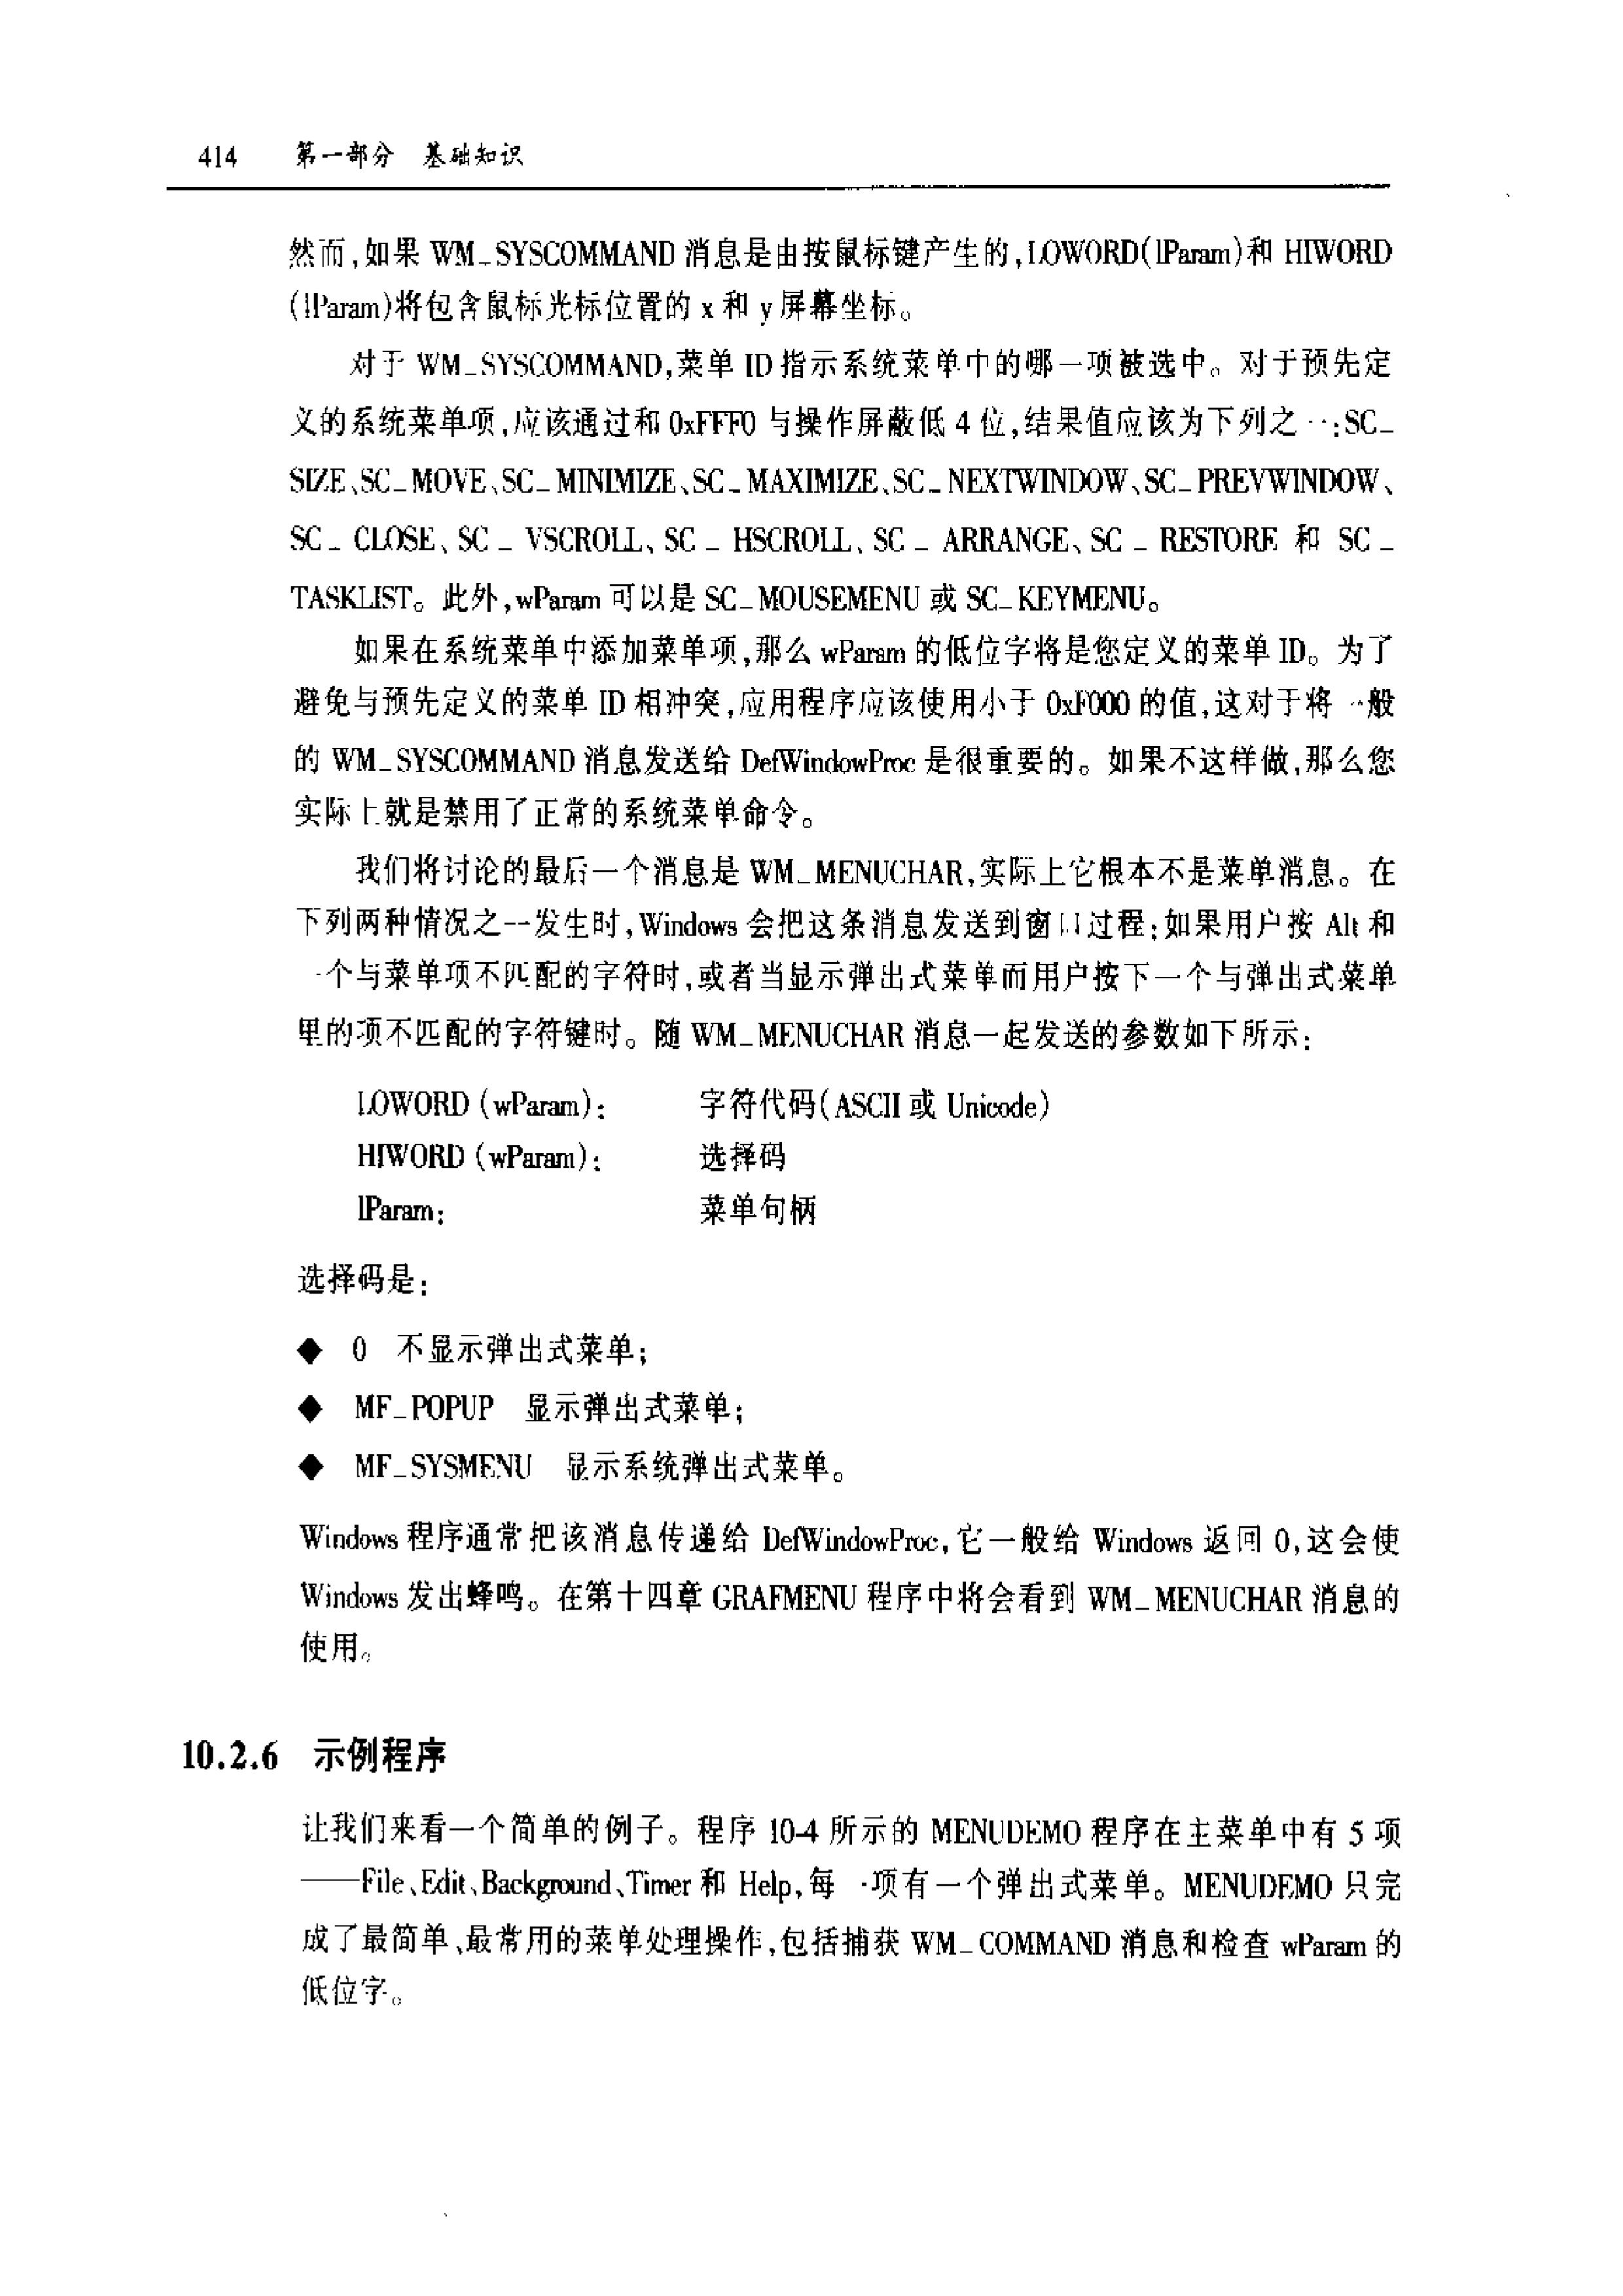 414 第一部分 基础知识
然而,如果 WM_SYSCOMMAND 消息是由按鼠标键产生的,LOWORD(lParam)和 HIWORD
(lParam)将包含鼠标光标位置的 x 和 y 屏幕坐标。
对于 WM_SYSCOMMAND,菜单 ID 指示系统菜单中的哪一项被选中。对于预先定
义的系统菜单项,应该通过和 0xFFF0 与操作屏蔽低 4 位,结果值应该为下列之一:SC_
SIZE、SC_MOVE、SC_MINIMIZE、SC_MAXIMIZE、SC_NEXTWINDOW、SC_PREVWINDOW、
SC_CLOSE、SC_VSCROLL、SC_HSCROLL、SC_ARRANGE、SC_RESTORE 和 SC_
TASKLIST。此外,wParam 可以是 SC_MOUSEMENU 或 SC_KEYMENU。
如果在系统菜单中添加菜单项,那么 wParam 的低位字将是您定义的菜单 ID。为了
避免与预先定义的菜单 ID 相冲突,应用程序应该使用小于 0xF000 的值,这对于将一般
的 WM_SYSCOMMAND 消息发送给 DefWindowProc 是很重要的。如果不这样做,那么您
实际上就是禁用了正常的系统菜单命令。
我们将讨论的最后一个消息是 WM_MENUCHAR,实际上它根本不是菜单消息。在
下列两种情况之一发生时,Windows 会把这条消息发送到窗口过程:如果用户按 Alt 和
一个与菜单项不匹配的字符时,或者当显示弹出式菜单而用户按下一个与弹出式菜单
里的项不匹配的字符键时。随 WM_MENUCHAR 消息一起发送的参数如下所示:
LOWORD (wParam): 字符代码(ASCII 或 Unicode)
HIWORD (wParam): 选择码
lParam: 菜单句柄
选择码是:
◆ 0 不显示弹出式菜单;
◆ MF_POPUP 显示弹出式菜单;
◆ MF_SYSMENU 显示系统弹出式菜单。
Windows 程序通常把该消息传递给 DefWindowProc,它一般给 Windows 返回 0,这会使
Windows 发出蜂鸣。在第十四章 GRAFMENU 程序中将会看到 WM_MENUCHAR 消息的
使用。
10.2.6 示例程序
让我们来看一个简单的例子。程序 10-4 所示的 MENUDEMO 程序在主菜单中有 5 项
——File、Edit、Background、Timer 和 Help,每一项有一个弹出式菜单。MENUDEMO 只完
成了最简单、最常用的菜单处理操作,包括捕获 WM_COMMAND 消息和检查 wParam 的
低位字。